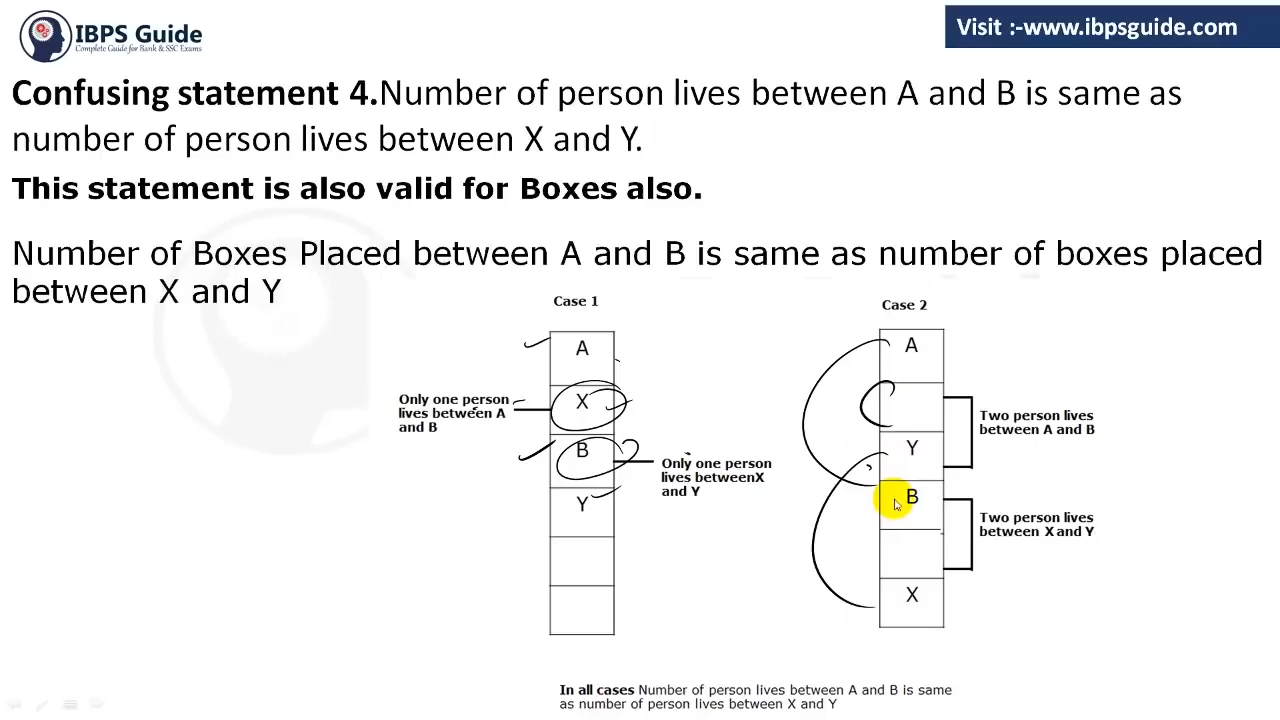 IBPS Guide
Complete Guide for Bank & SSC Exams
Visit :-www.ibpsguide.com
Confusing statement 4.Number of person lives between A and B is same as
number of person lives between X and Y.
This statement is also valid for Boxes also.
Number of Boxes Placed between A and B is same as number of boxes placed
between X and Y
Case 1
A
X
B
Y
Only one person
lives between A
and B
Only one person
lives betweenX
and Y
Case 2
A
Y
B
X
Two person lives
between A and B
Two person lives
between X and Y
In all cases Number of person lives between A and B is same
as number of person lives between X and Y